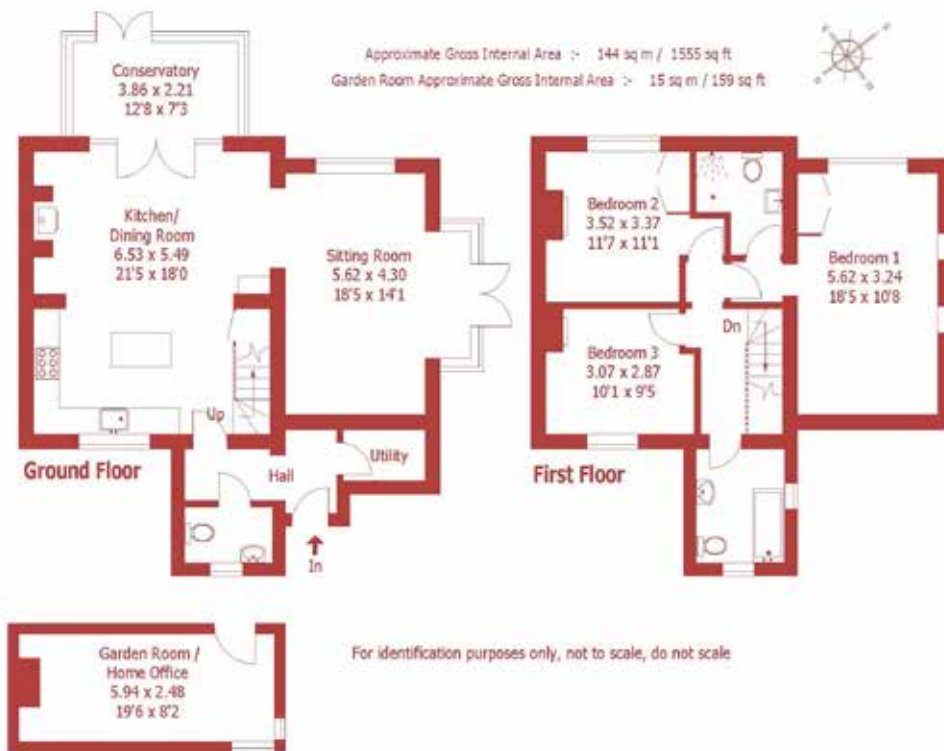 Approximate Gross Internal Area :- 144 sq m / 1555 sq ft
Garden Room Approximate Gross Internal Area :- 15 sq m / 159 sq ft
Conservatory
3.86 x 2.21
12'8 x 7'3
Kitchen/
Dining Room
6.53 x 5.49
21'5 x 18'0
Sitting Room
5.62 x 4.30
18'5 x 14'1
Up
Hall
Utility
Ground Floor
In
Bedroom 2
3.52 x 3.37
11'7 x 11'1
Bedroom 1
5.62 x 3.24
18'5 x 10'8
Dn
Bedroom 3
3.07 x 2.87
10'1 x 9'5
First Floor
Garden Room /
Home Office
5.94 x 2.48
19'6 x 8'2
For identification purposes only, not to scale, do not scale